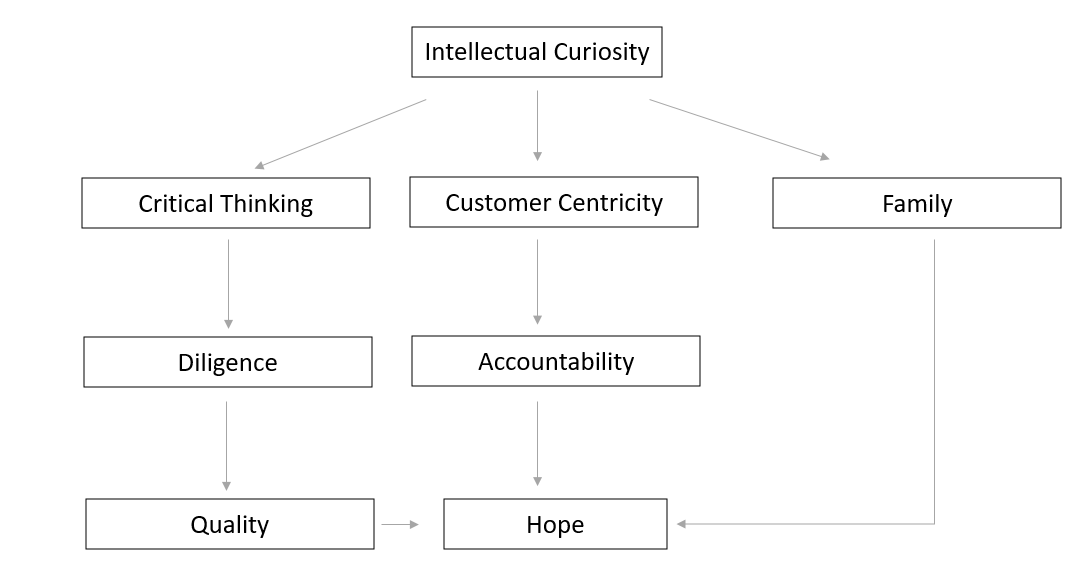 Intellectual Curiosity
Critical Thinking
Customer Centricity
Family
Diligence
Accountability
Quality
Hope